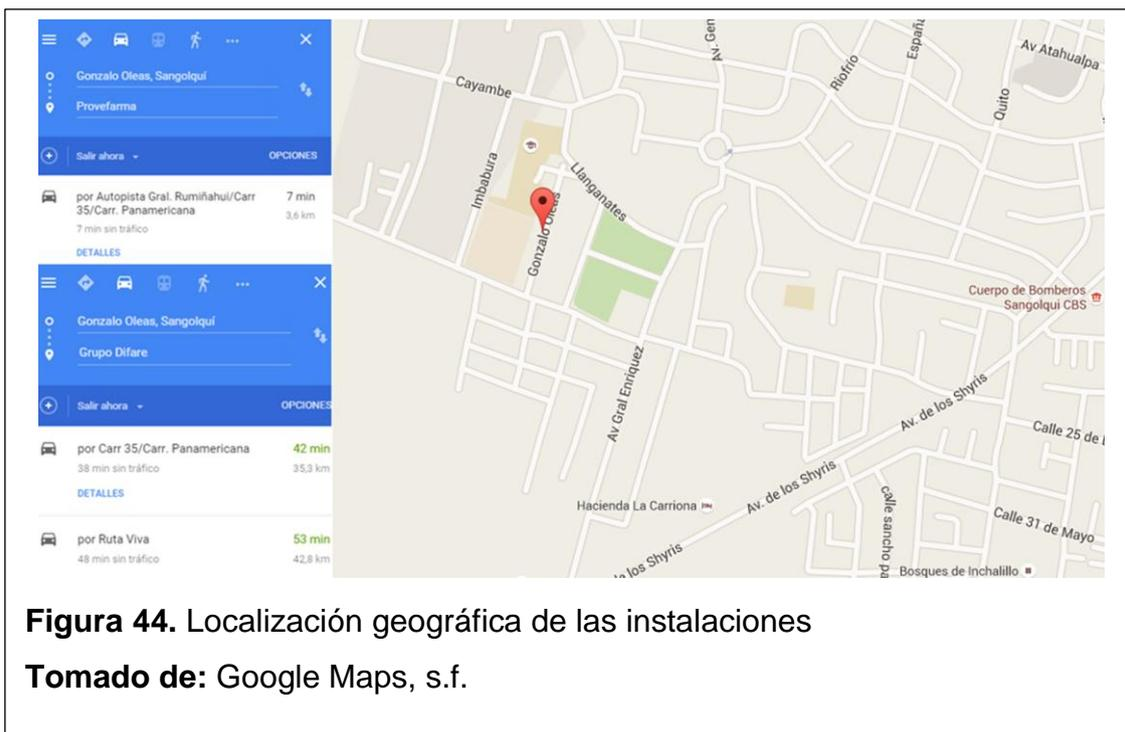 Gonzalo Oleas, Sangolquí
Provefarma
Salir ahora
OPCIONES
por Autopista Gral. Rumiñahui/Carr
35/Carr. Panamericana
7 min
3,6 km
7 min sin tráfico
DETALLES
Gonzalo Oleas, Sangolquí
Grupo Difare
Salir ahora
OPCIONES
por Carr 35/Carr. Panamericana
42 min
38 min sin tráfico
35,3 km
DETALLES
por Ruta Viva
53 min
48 min sin tráfico
42,8 km
Av. Gen
Riofrío
España
Av Atahualpa
Quito
Cayambe
Imbabura
Llanganates
Gonzalo Oleas
Cuerpo de Bomberos
Sangolqui CBS
Av Gral Enriquez
Av. de los Shyris
Calle 25 de
Hacienda La Carriona
Av. de los Shyris
calle sancho pa
Calle 31 de Mayo
los Shyris
Bosques de Inchalillo
Figura 44. Localización geográfica de las instalaciones
Tomado de: Google Maps, s.f.